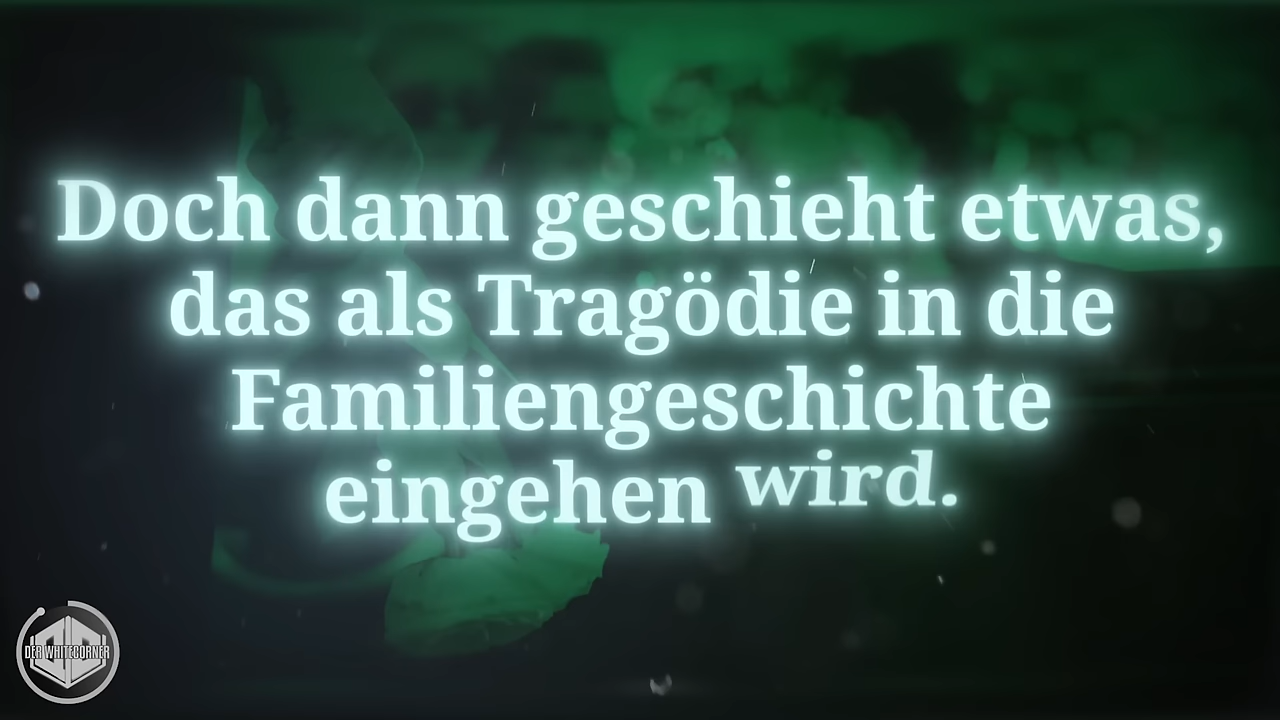 Doch dann geschieht etwas,
das als Tragödie in die
Familiengeschichte
eingehen wird.
DER WHITECORNER